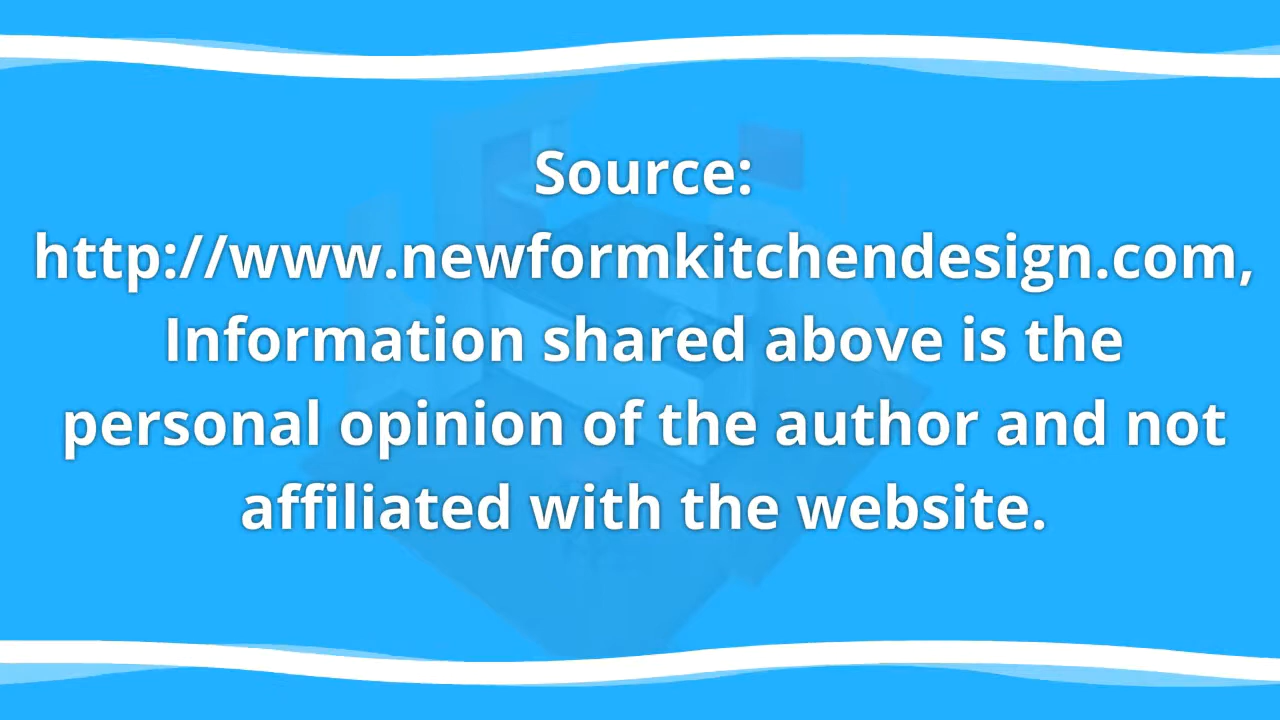 Source:
http://www.newformkitchendesign.com,
Information shared above is the
personal opinion of the author and not
affiliated with the website.